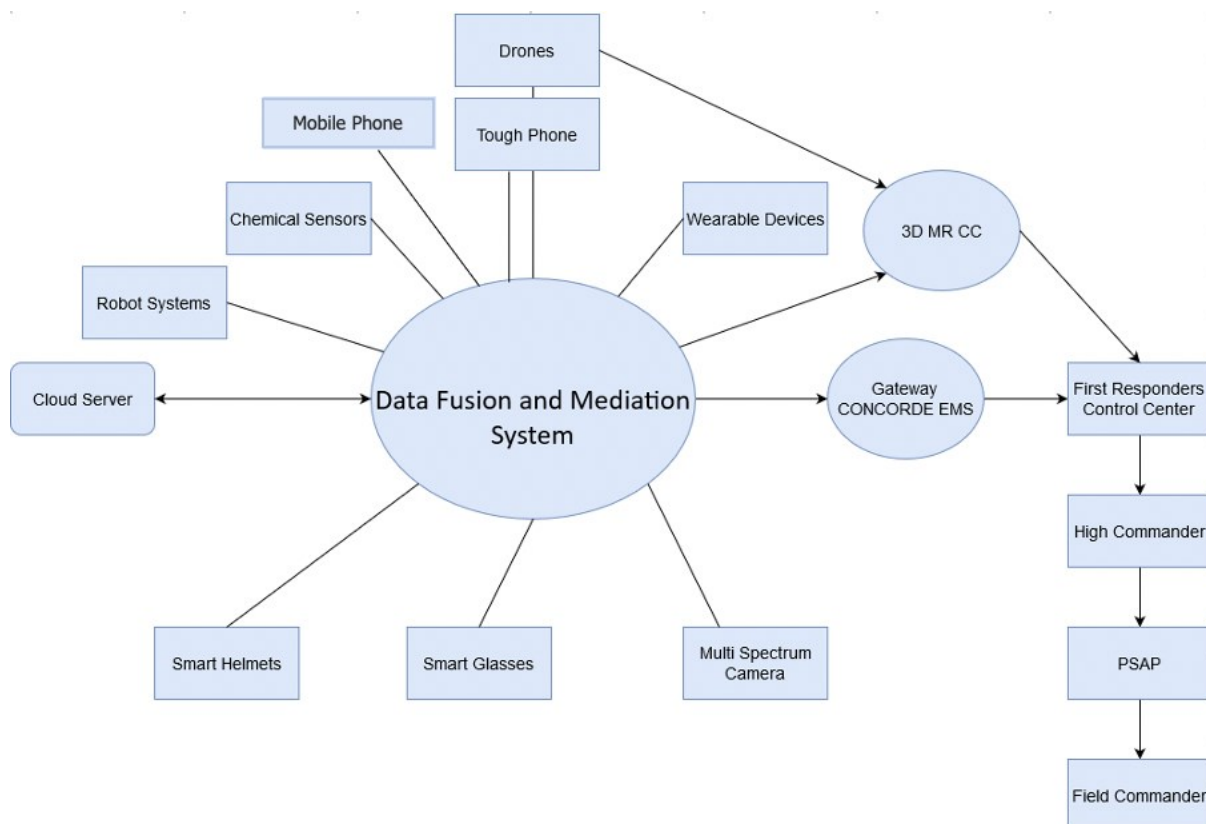 Drones
Mobile Phone
Tough Phone
Chemical Sensors
Wearable Devices
3D MR CC
Robot Systems
Cloud Server
Data Fusion and Mediation
System
Gateway
CONCORDE EMS
First Responders
Control Center
High Commander
Smart Helmets
Smart Glasses
Multi Spectrum
Camera
PSAP
Field Commander